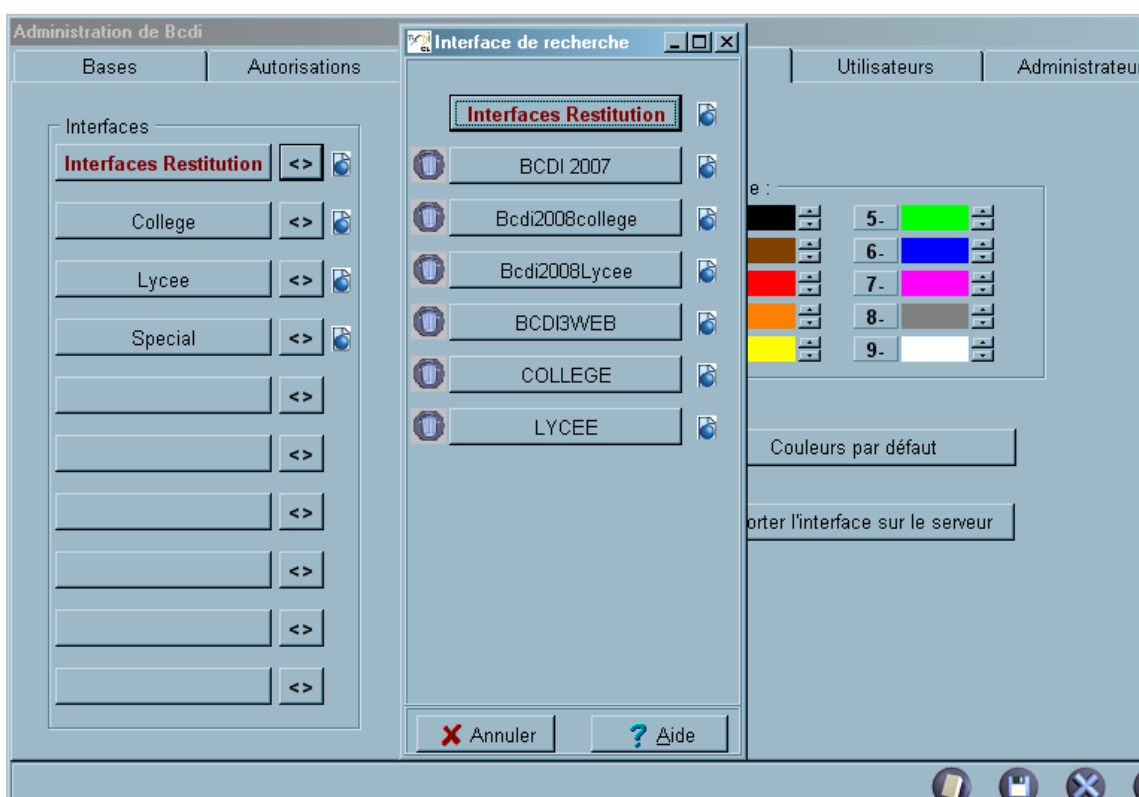 Administration de Bcdi
Bases
Autorisations
Utilisateurs
Administrateur
Interfaces
Interfaces Restitution <>
College <>
Lycee <>
Special <>
<>
<>
<>
<>
<>
<>
Interface de recherche
Interfaces Restitution
BCDI 2007
Bcdi2008college
Bcdi2008Lycee
BCDI3WEB
COLLEGE
LYCEE
Annuler
? Aide
e :
5-
6-
7-
8-
9-
Couleurs par défaut
orter l'interface sur le serveur